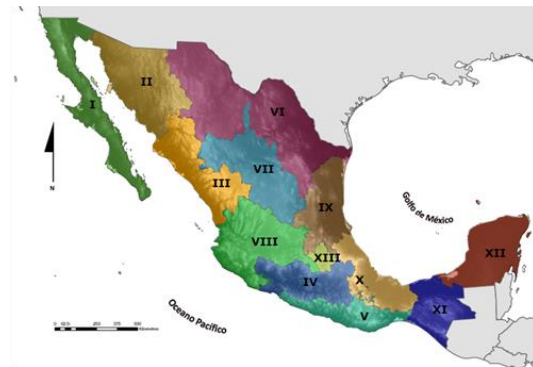 I
II
VI
VII
III
IX
Golfo de México
XII
VIII
XIII
IV
X
XI
V
N
Oceano Pacífico